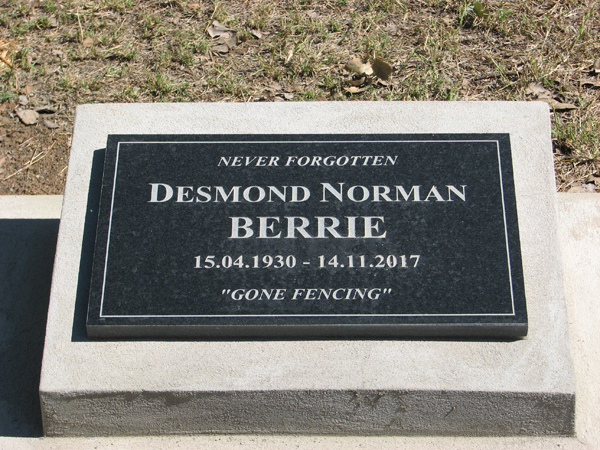 NEVER FORGOTTEN
DESMOND NORMAN
BERRIE
15.04.1930 - 14.11.2017
"GONE FENCING"